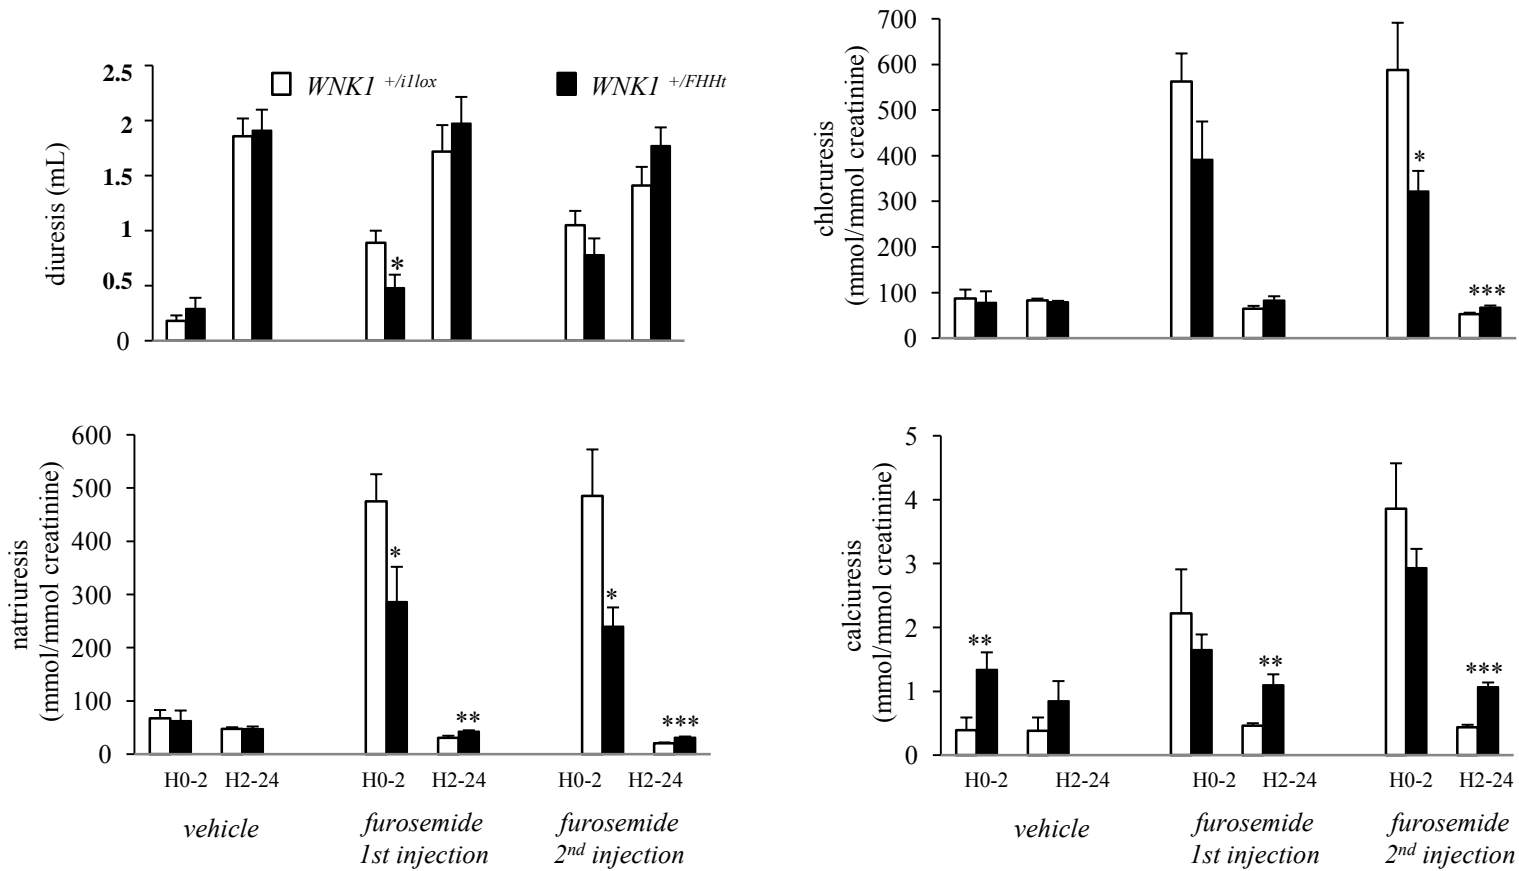 2.5
2
1.5
1
0.5
0
diuresis (mL)
WNK1 +/i1lox
WNK1 +/FHHt
*
700
600
500
400
300
200
100
0
chloruresis
(mmol/mmol creatinine)
*
***
600
500
400
300
200
100
0
natriuresis
(mmol/mmol creatinine)
*
**
*
***
H0-2 H2-24 H0-2 H2-24 H0-2 H2-24
vehicle
furosemide
1st injection
furosemide
2nd injection
5
4
3
2
1
0
calciuresis
(mmol/mmol creatinine)
**
**
***
H0-2 H2-24 H0-2 H2-24 H0-2 H2-24
vehicle
furosemide
1st injection
furosemide
2nd injection